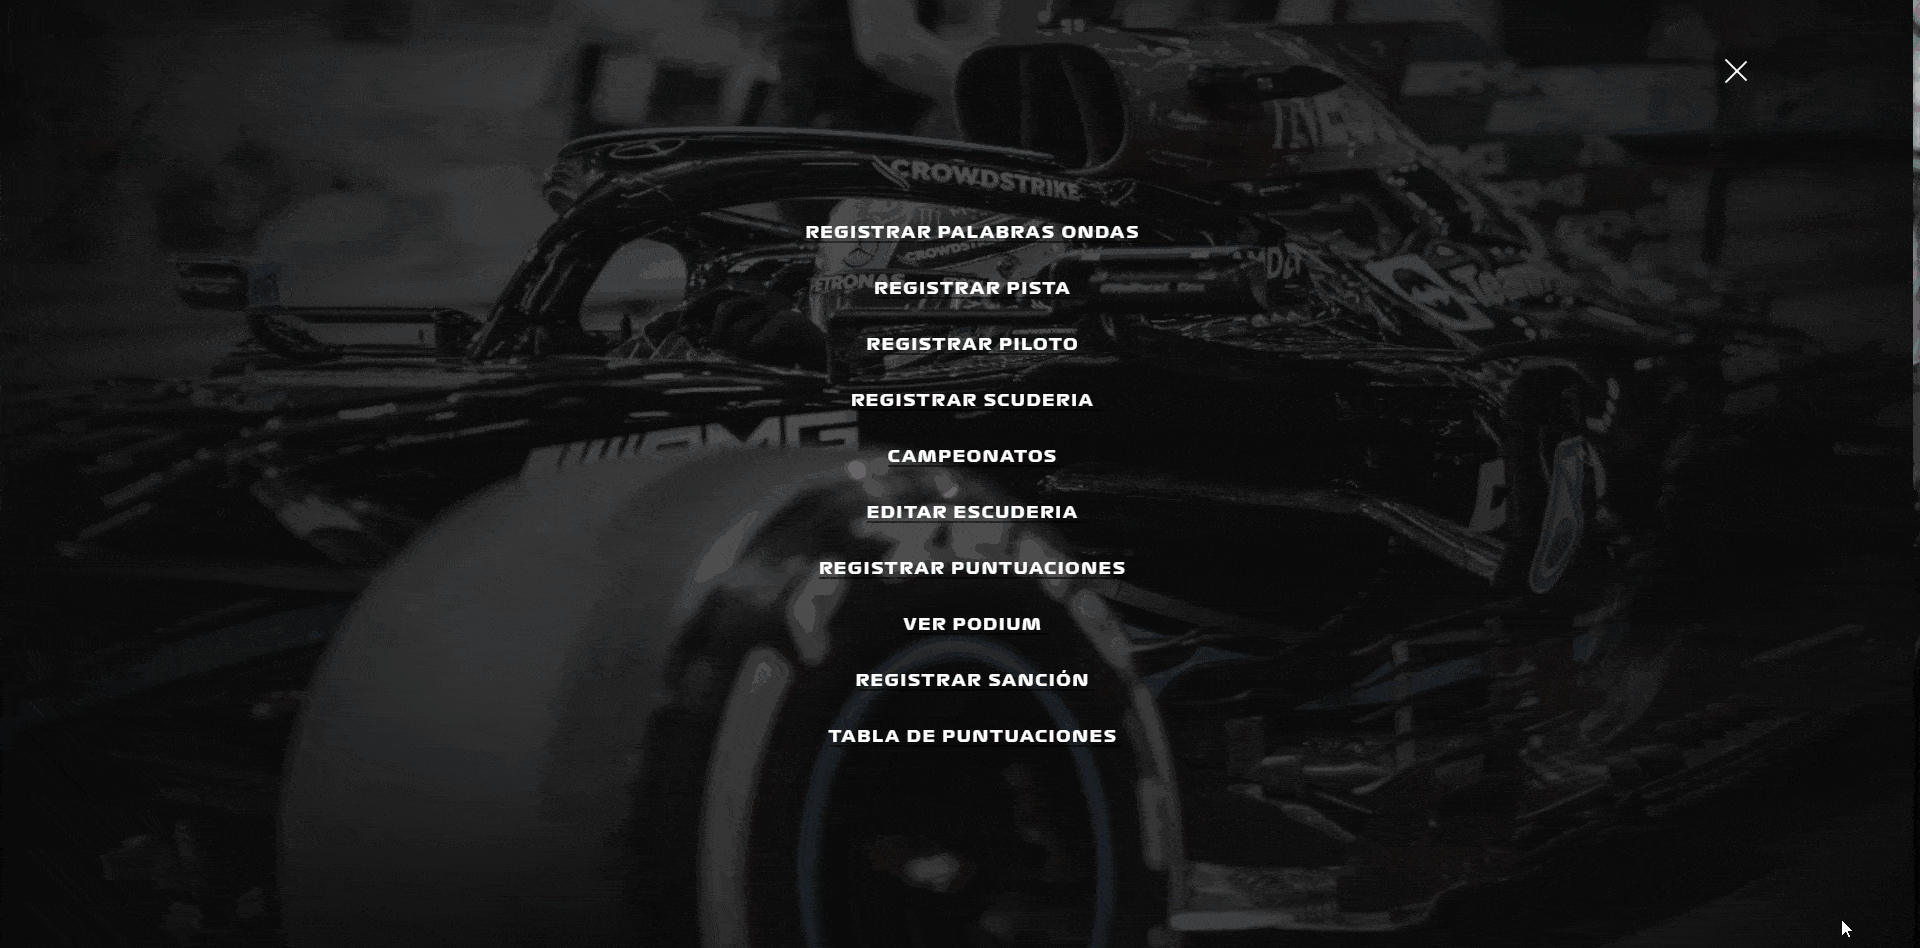 CROWDSTRIKE
REGISTRAR PALABRAS ONDAS
CROWDSTRIKE
PETRONAS
REGISTRAR PISTA
REGISTRAR PILOTO
REGISTRAR SCUDERIA
AMG
CAMPEONATOS
EDITAR ESCUDERIA
REGISTRAR PUNTUACIONES
VER PODIUM
REGISTRAR SANCIÓN
TABLA DE PUNTUACIONES